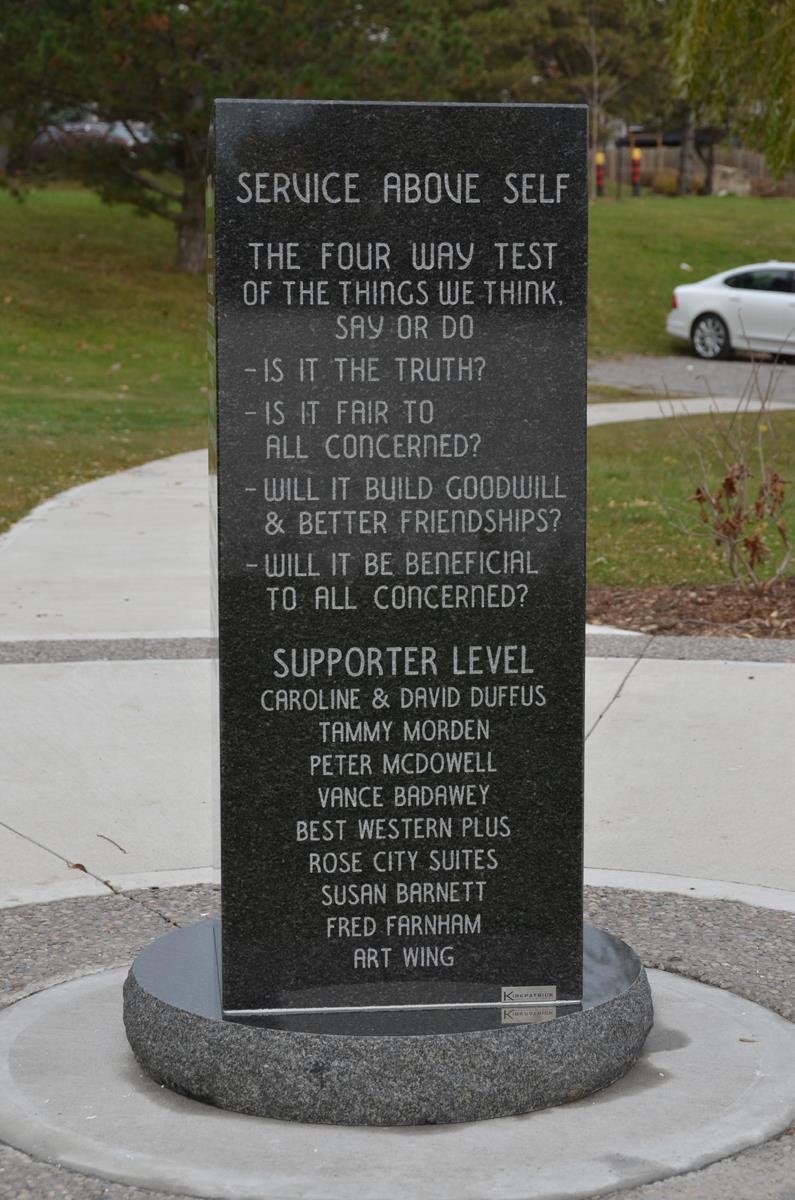 SERVICE ABOVE SELF
THE FOUR WAY TEST
OF THE THINGS WE THINK,
SAY OR DO
- IS IT THE TRUTH?
- IS IT FAIR TO
ALL CONCERNED?
- WILL IT BUILD GOODWILL
& BETTER FRIENDSHIPS?
- WILL IT BE BENEFICIAL
TO ALL CONCERNED?
SUPPORTER LEVEL
CAROLINE & DAVID DUFFUS
TAMMY MORDEN
PETER MCDOWELL
VANCE BADAWEY
BEST WESTERN PLUS
ROSE CITY SUITES
SUSAN BARNETT
FRED FARNHAM
ART WING
KIRKPATRICK